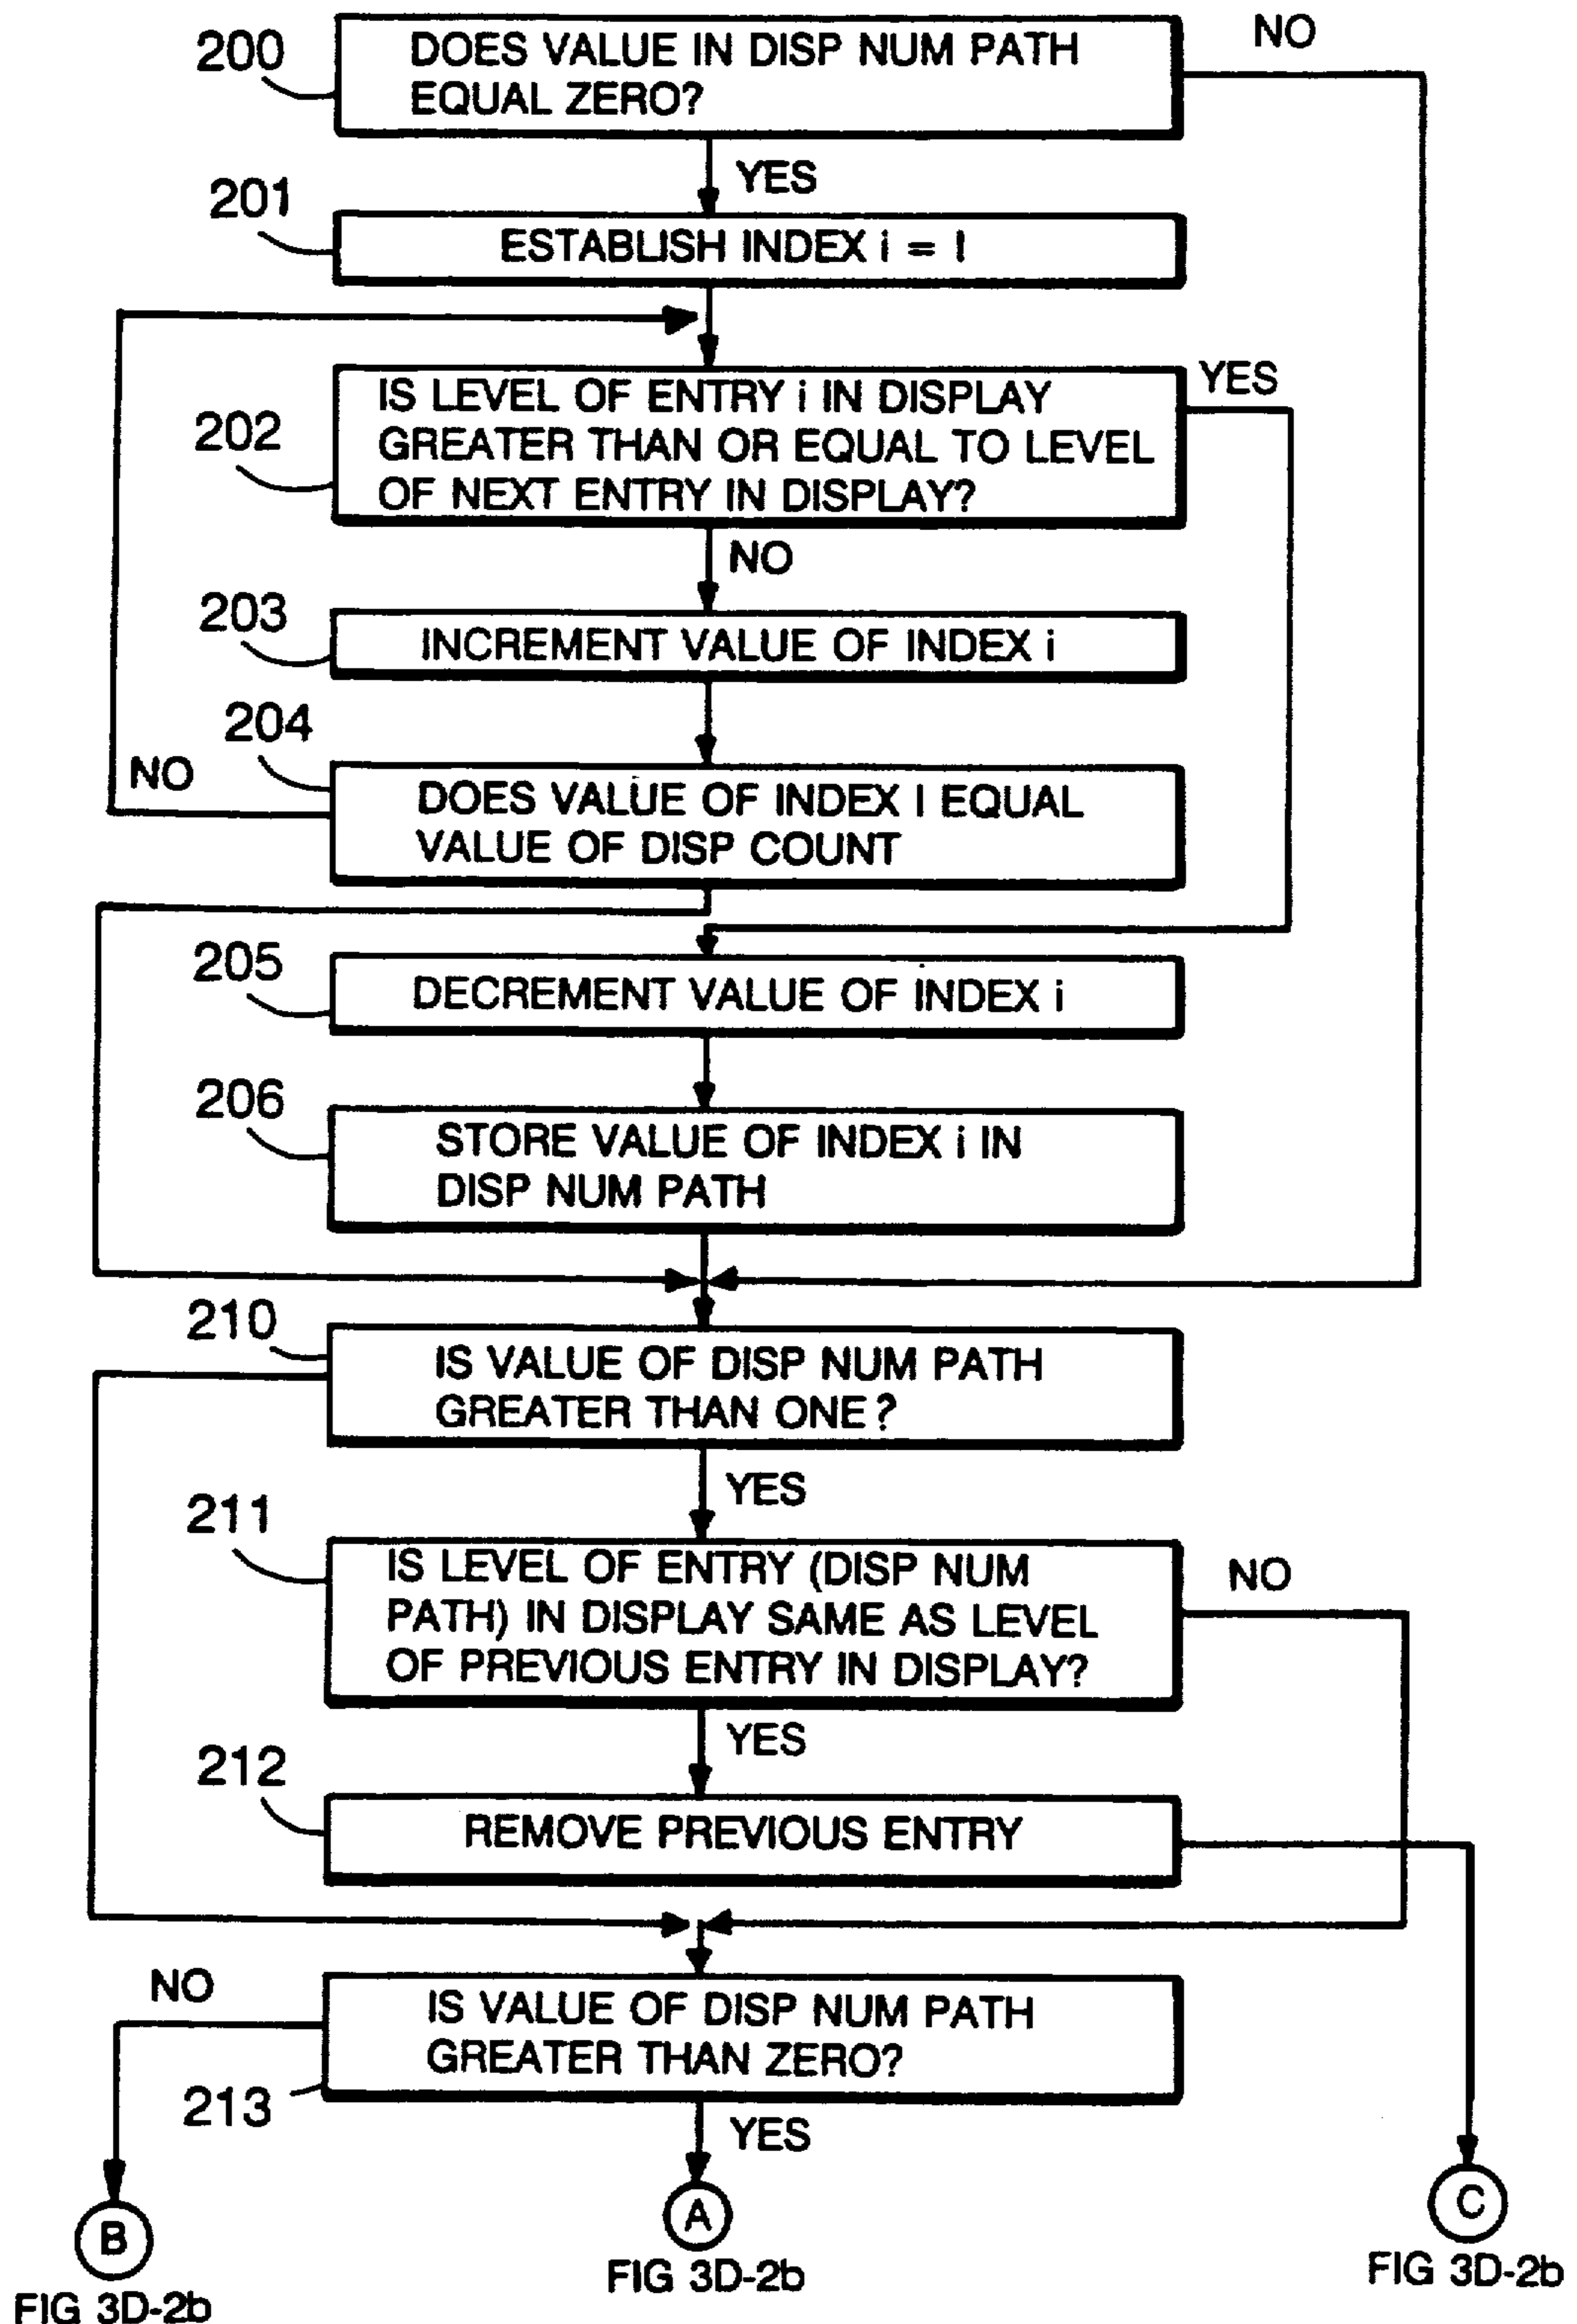 200
DOES VALUE IN DISP NUM PATH
EQUAL ZERO?
NO
YES
201
ESTABLISH INDEX i = I
202
IS LEVEL OF ENTRY i IN DISPLAY
GREATER THAN OR EQUAL TO LEVEL
OF NEXT ENTRY IN DISPLAY?
YES
NO
203
INCREMENT VALUE OF INDEX i
204
NO
DOES VALUE OF INDEX I EQUAL
VALUE OF DISP COUNT
205
DECREMENT VALUE OF INDEX i
206
STORE VALUE OF INDEX i IN
DISP NUM PATH
210
IS VALUE OF DISP NUM PATH
GREATER THAN ONE?
YES
211
IS LEVEL OF ENTRY (DISP NUM
PATH) IN DISPLAY SAME AS LEVEL
OF PREVIOUS ENTRY IN DISPLAY?
NO
YES
212
REMOVE PREVIOUS ENTRY
NO
IS VALUE OF DISP NUM PATH
GREATER THAN ZERO?
213
YES
B
FIG 3D-2b
A
FIG 3D-2b
C
FIG 3D-2b